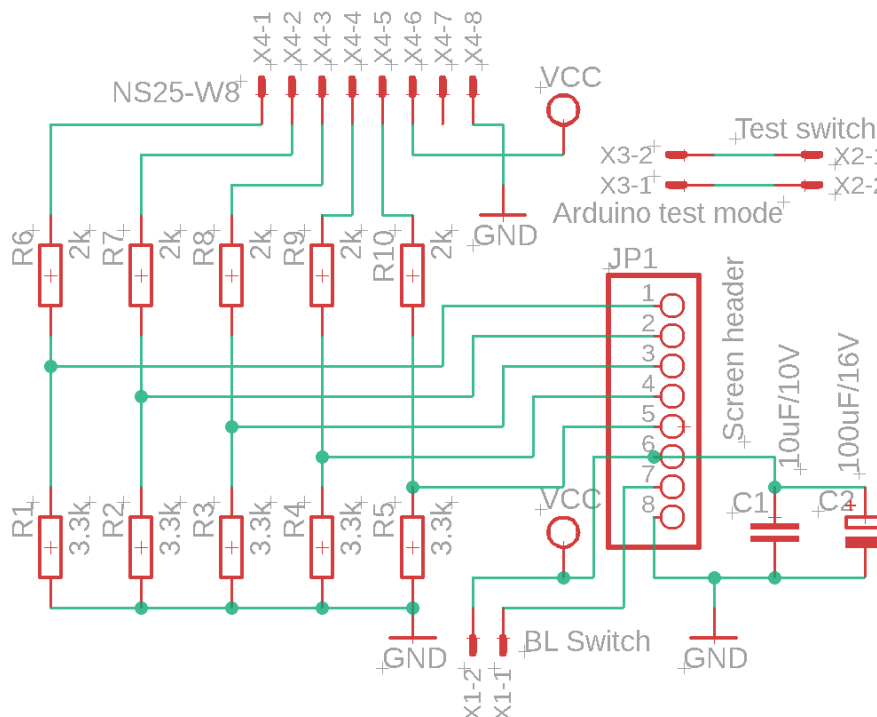 X4-1
X4-2
X4-3
X4-4
X4-5
X4-6
X4-7
X4-8
NS25-W8
VCC
Test switch
X3-2
X2-1
X3-1
X2-2
Arduino test mode
GND
R6
2k
R7
2k
R8
2k
R9
2k
R10
2k
JP1
1
2
3
4
5
6
7
8
Screen header
10uF/10V
100uF/16V
R1
3.3k
R2
3.3k
R3
3.3k
R4
3.3k
R5
3.3k
VCC
C1
C2
GND
BL Switch
GND
X1-2
X1-1